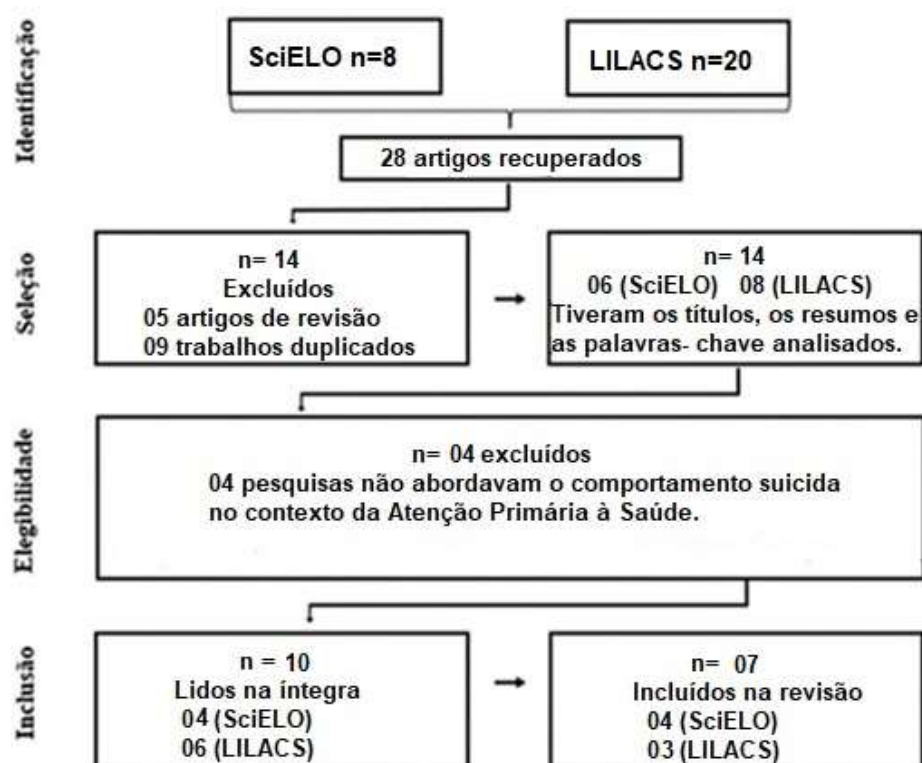 Identificação
SciELO n=8
LILACS n=20
28 artigos recuperados
Seleção
n= 14
Excluídos
05 artigos de revisão
09 trabalhos duplicados
n= 14
06 (SciELO) 08 (LILACS)
Tiveram os títulos, os resumos e
as palavras- chave analisados.
Elegibilidade
n= 04 excluídos
04 pesquisas não abordavam o comportamento suicida
no contexto da Atenção Primária à Saúde.
Inclusão
n = 10
Lidos na íntegra
04 (SciELO)
06 (LILACS)
n= 07
Incluídos na revisão
04 (SciELO)
03 (LILACS)